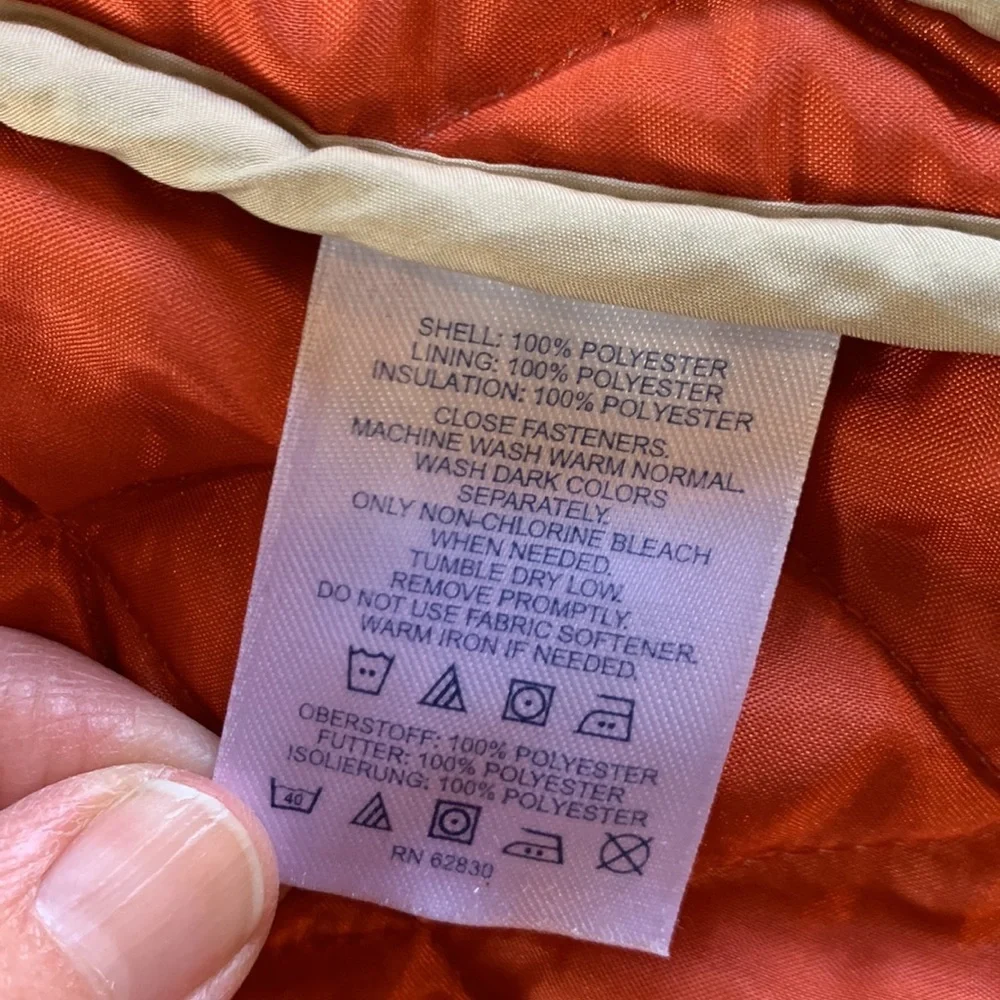 SHELL: 100% POLYESTER
LINING: 100% POLYESTER
INSULATION: 100% POLYESTER
CLOSE FASTENERS.
MACHINE WASH WARM NORMAL.
WASH DARK COLORS
SEPARATELY.
ONLY NON-CHLORINE BLEACH
WHEN NEEDED.
TUMBLE DRY LOW.
REMOVE PROMPTLY.
DO NOT USE FABRIC SOFTENER.
WARM IRON IF NEEDED.
OBERSTOFF: 100% POLYESTER
FUTTER: 100% POLYESTER
ISOLIERUNG: 100% POLYESTER
40
RN 62830